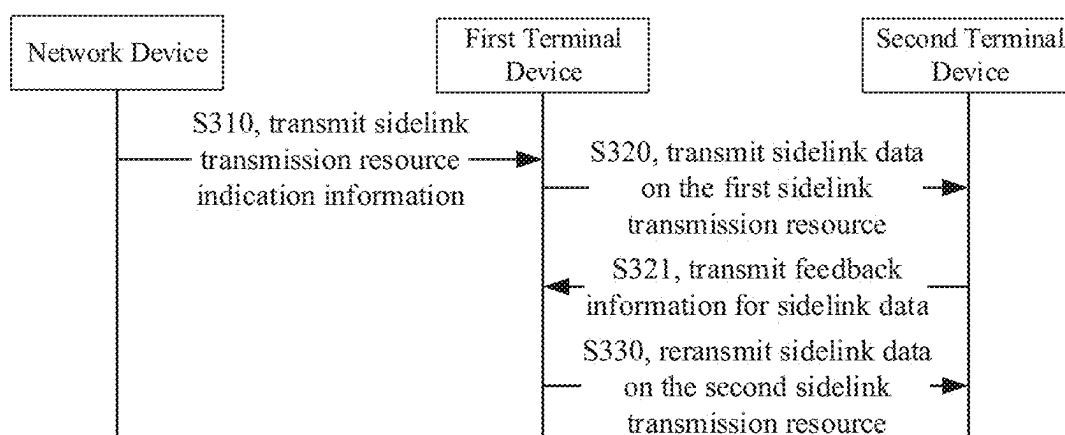 Network Device
First Terminal
Device
Second Terminal
Device
S310, transmit sidelink
transmission resource
indication information
S320, transmit sidelink data
on the first sidelink
transmission resource
S321, transmit feedback
information for sidelink data
S330, reransmit sidelink data
on the second sidelink
transmission resource